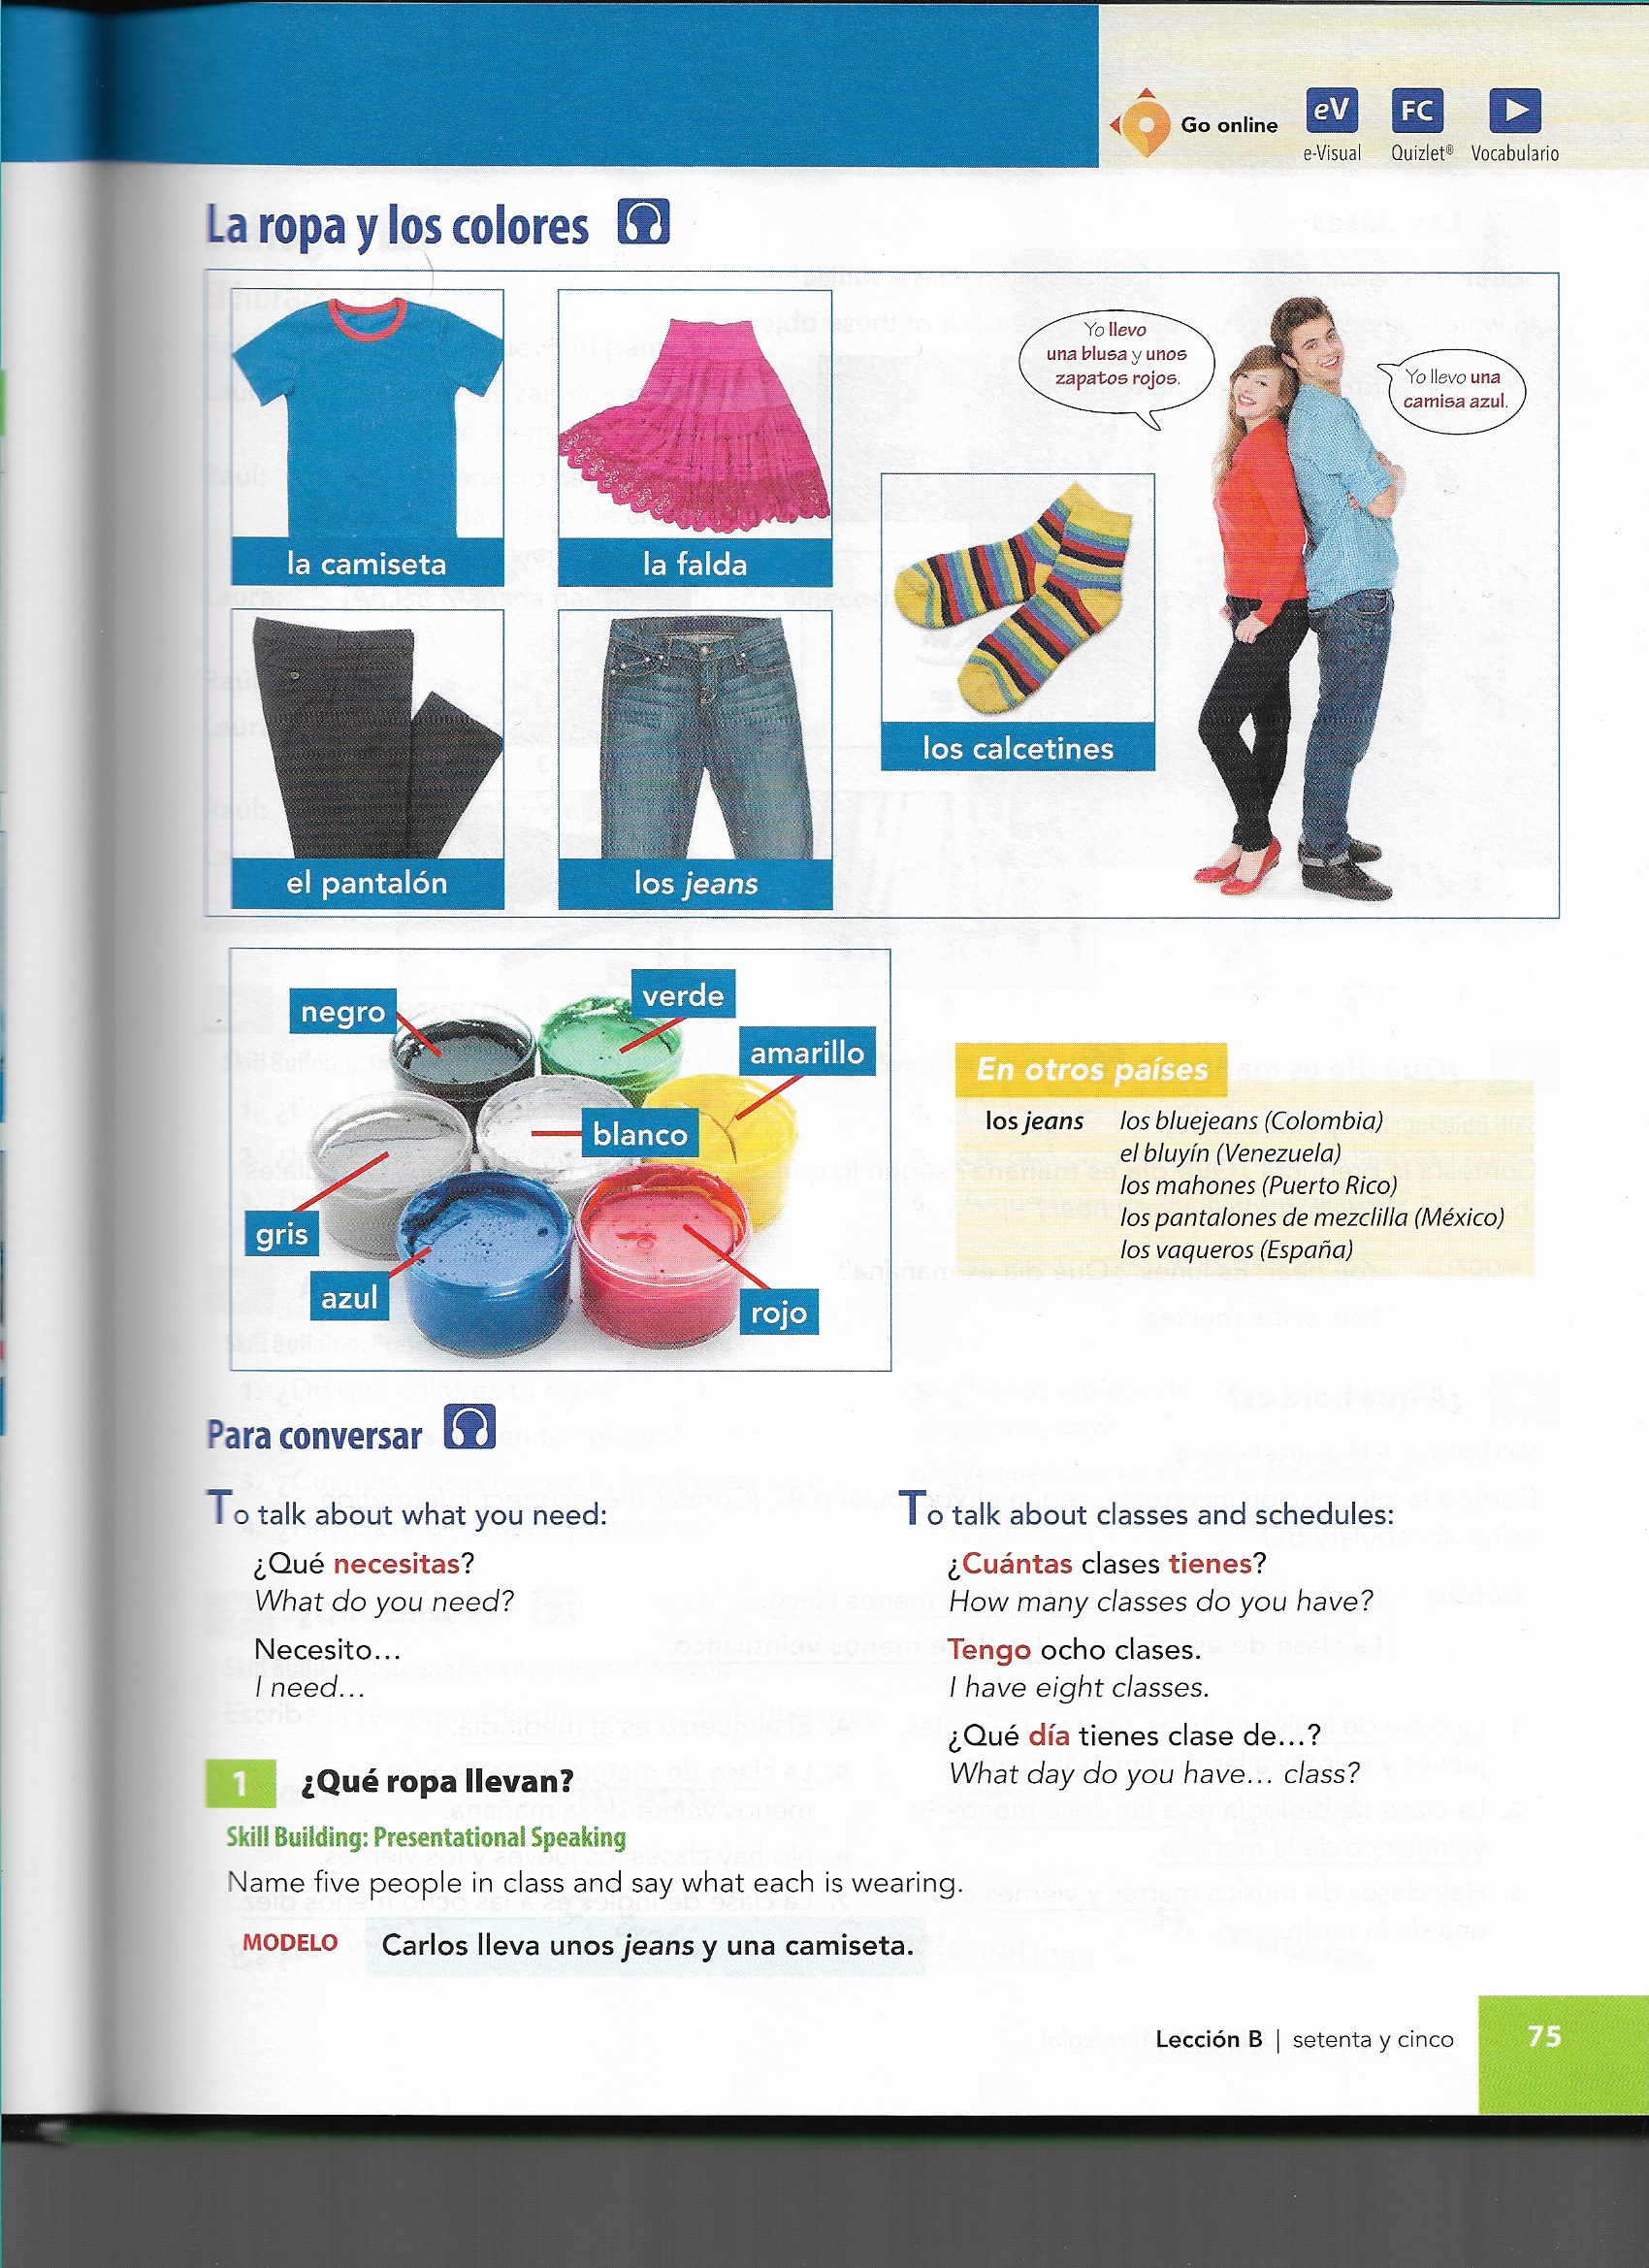 Go online
eV
FC
e-Visual
Quizlet®
Vocabulario
La ropa y los colores
la camiseta
la falda
Yo llevo
una blusa y unos
zapatos rojos.
Yo llevo una
camisa azul.
los calcetines
el pantalón
los jeans
negro
verde
amarillo
blanco
gris
azul
rojo
En otros países
los jeans los bluejeans (Colombia)
el bluyín (Venezuela)
los mahones (Puerto Rico)
los pantalones de mezclilla (México)
los vaqueros (España)
Para conversar
To talk about what you need:
¿Qué necesitas?
What do you need?
Necesito...
I need...
To talk about classes and schedules:
¿Cuántas clases tienes?
How many classes do you have?
Tengo ocho clases.
I have eight classes.
¿Qué día tienes clase de...?
What day do you have... class?
1 ¿Qué ropa llevan?
Skill Building: Presentational Speaking
Name five people in class and say what each is wearing.
MODELO Carlos lleva unos jeans y una camiseta.
Lección B | setenta y cinco 75